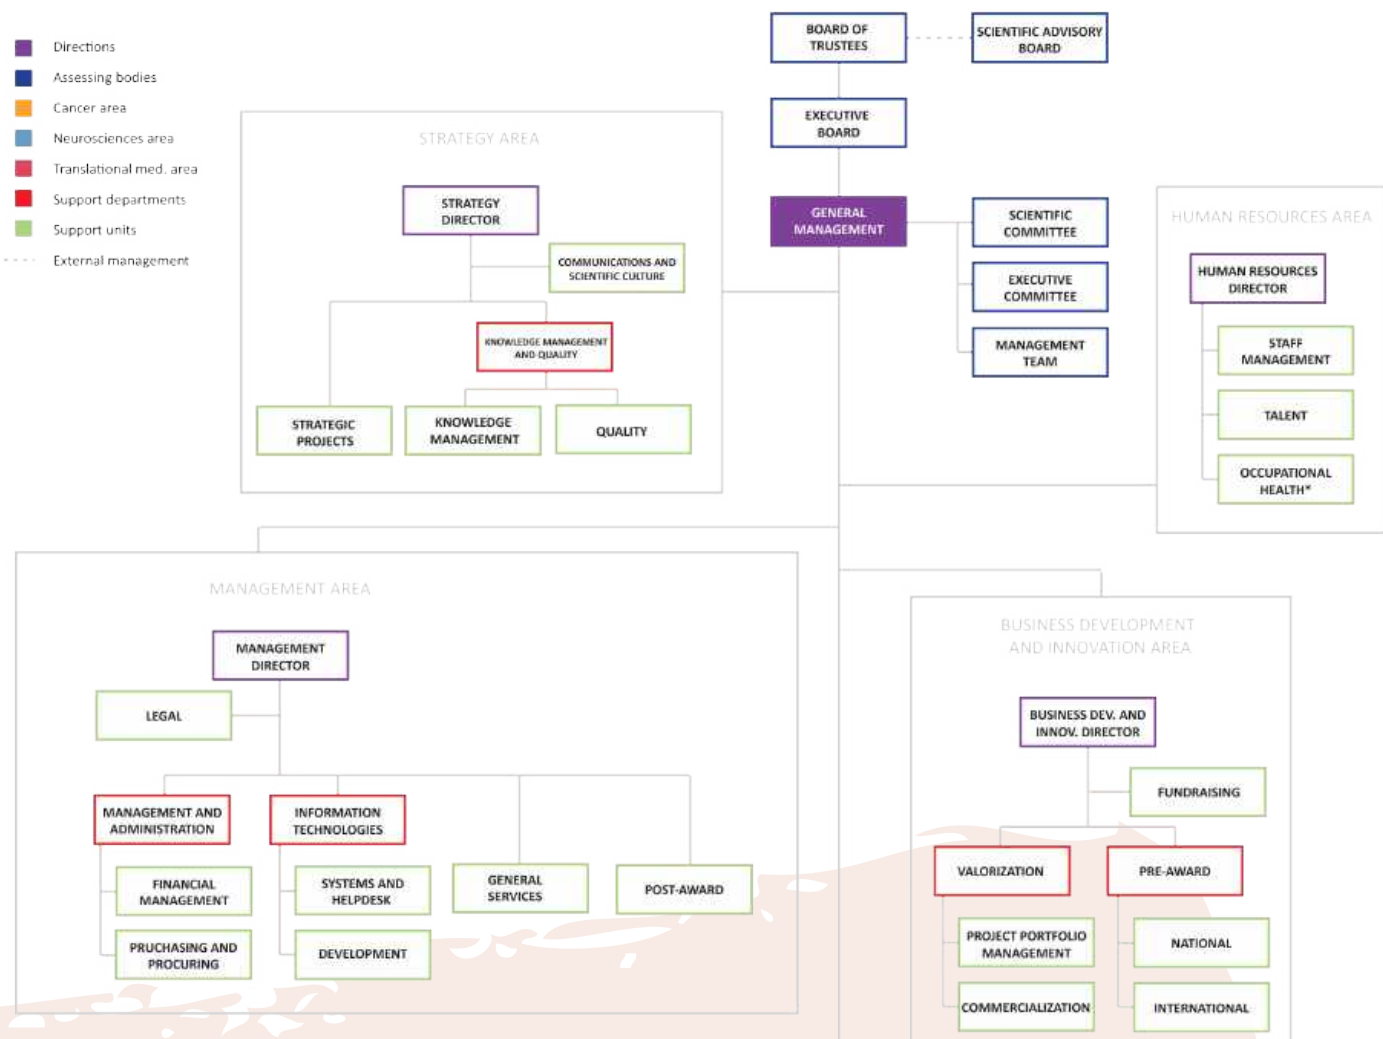 Directions
Assessing bodies
Cancer area
Neurosciences area
Translational med. area
Support departments
Support units
External management
BOARD OF
TRUSTEES
SCIENTIFIC ADVISORY
BOARD
EXECUTIVE
BOARD
GENERAL
MANAGEMENT
SCIENTIFIC
COMMITTEE
EXECUTIVE
COMMITTEE
MANAGEMENT
TEAM
STRATEGY AREA
STRATEGY
DIRECTOR
COMMUNICATIONS AND
SCIENTIFIC CULTURE
KNOWLEDGE MANAGEMENT
AND QUALITY
STRATEGIC
PROJECTS
KNOWLEDGE
MANAGEMENT
QUALITY
HUMAN RESOURCES AREA
HUMAN RESOURCES
DIRECTOR
STAFF
MANAGEMENT
TALENT
OCCUPATIONAL
HEALTH*
MANAGEMENT AREA
MANAGEMENT
DIRECTOR
LEGAL
MANAGEMENT AND
ADMINISTRATION
INFORMATION
TECHNOLOGIES
FINANCIAL
MANAGEMENT
SYSTEMS AND
HELPDESK
GENERAL
SERVICES
POST-AWARD
PRUCHASING AND
PROCURING
DEVELOPMENT
BUSINESS DEVELOPMENT
AND INNOVATION AREA
BUSINESS DEV. AND
INNOV. DIRECTOR
FUNDRAISING
VALORIZATION
PRE-AWARD
PROJECT PORTFOLIO
MANAGEMENT
NATIONAL
COMMERCIALIZATION
INTERNATIONAL